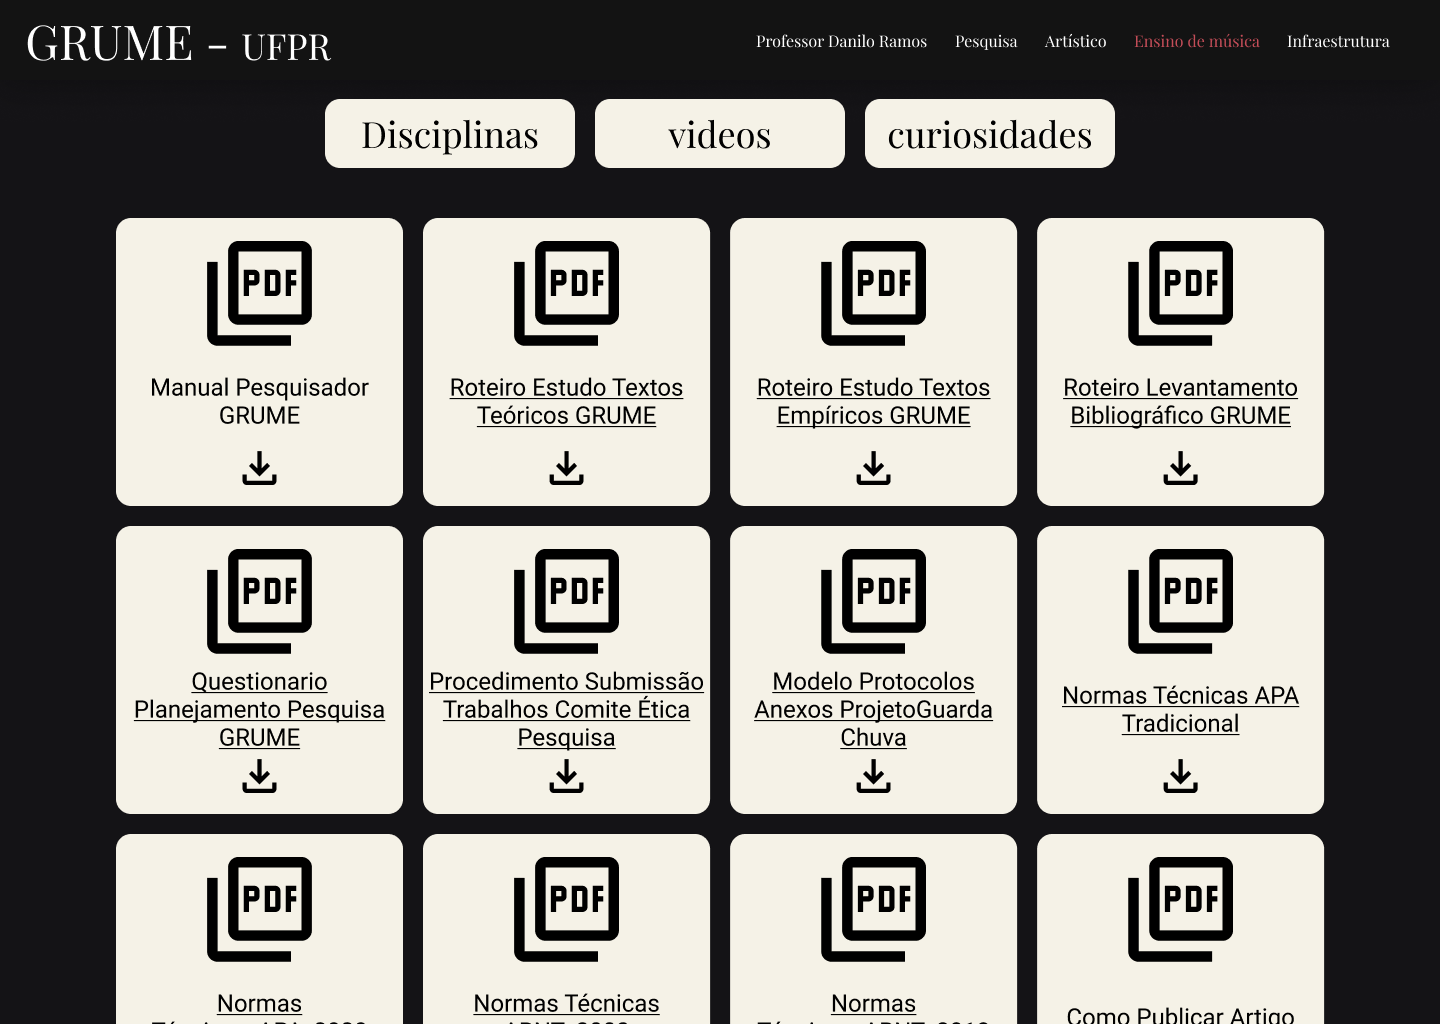 GRUME - UFPR
Professor Danilo Ramos
Pesquisa
Artístico
Ensino de música
Infraestrutura
Disciplinas
videos
curiosidades
PDF
Manual Pesquisador
GRUME
PDF
Roteiro Estudo Textos
Teóricos GRUME
PDF
Roteiro Estudo Textos
Empíricos GRUME
PDF
Roteiro Levantamento
Bibliográfico GRUME
PDF
Questionario
Planejamento Pesquisa
GRUME
PDF
Procedimento Submissão
Trabalhos Comite Ética
Pesquisa
PDF
Modelo Protocolos
Anexos ProjetoGuarda
Chuva
PDF
Normas Técnicas APA
Tradicional
PDF
Normas
PDF
Normas Técnicas
PDF
Normas
PDF
Como Publicar Artigo